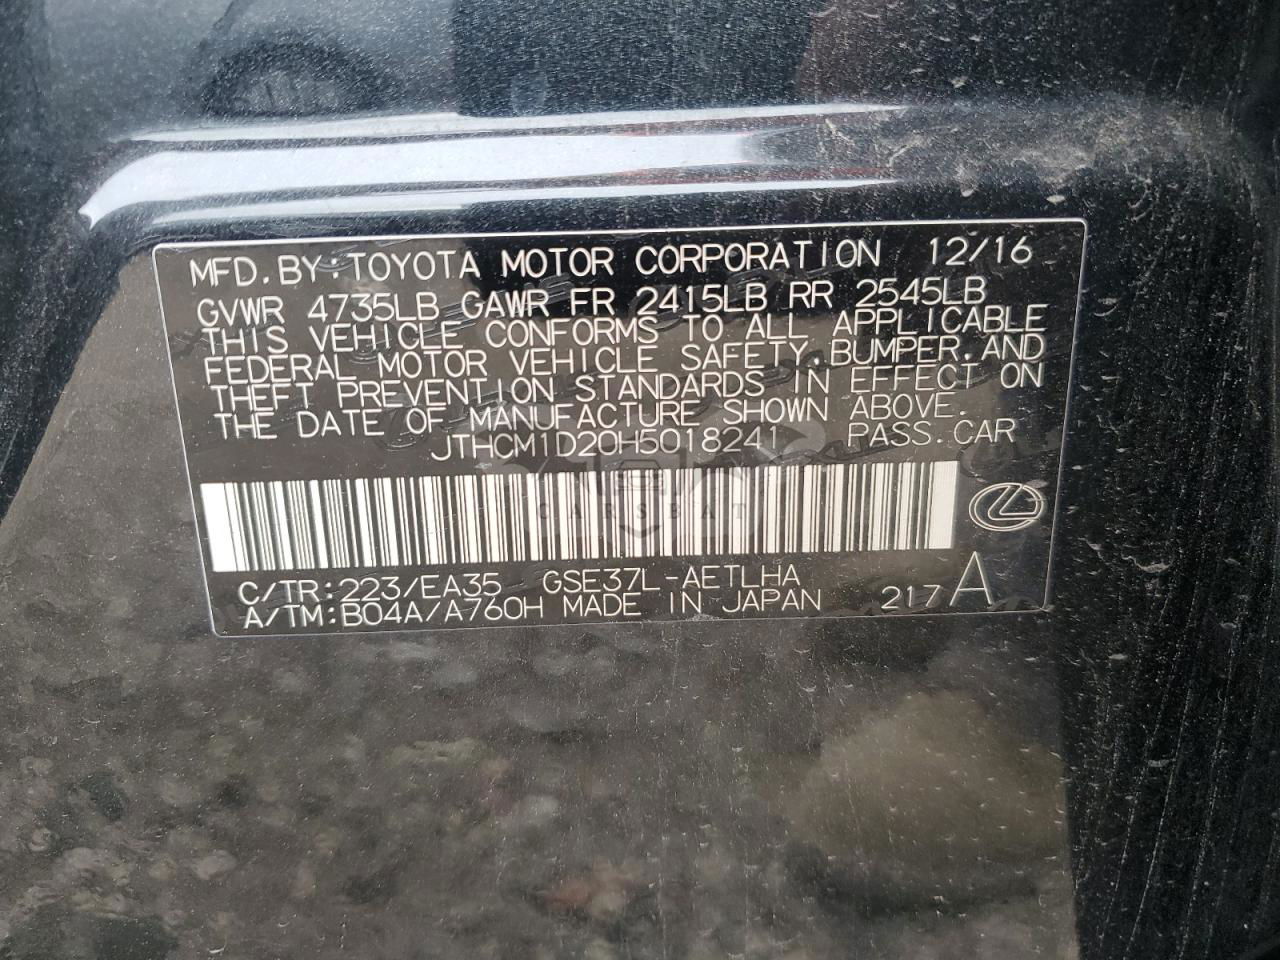 MFD.BY:TOYOTA MOTOR CORPORATION 12/16
GVWR 4735LB GAWR FR 2415LB RR 2545LB
THIS VEHICLE CONFORMS TO ALL APPLICABLE
FEDERAL MOTOR VEHICLE SAFETY,BUMPER,AND
THEFT PREVENTION STANDARDS IN EFFECT ON
THE DATE OF MANUFACTURE SHOWN ABOVE.
JTHCM1D20H5018241 PASS.CAR
CARSBAT
C/TR:223/EA35 GSE37L-AETLHA
A/TM:B04A/A760H MADE IN JAPAN 217A